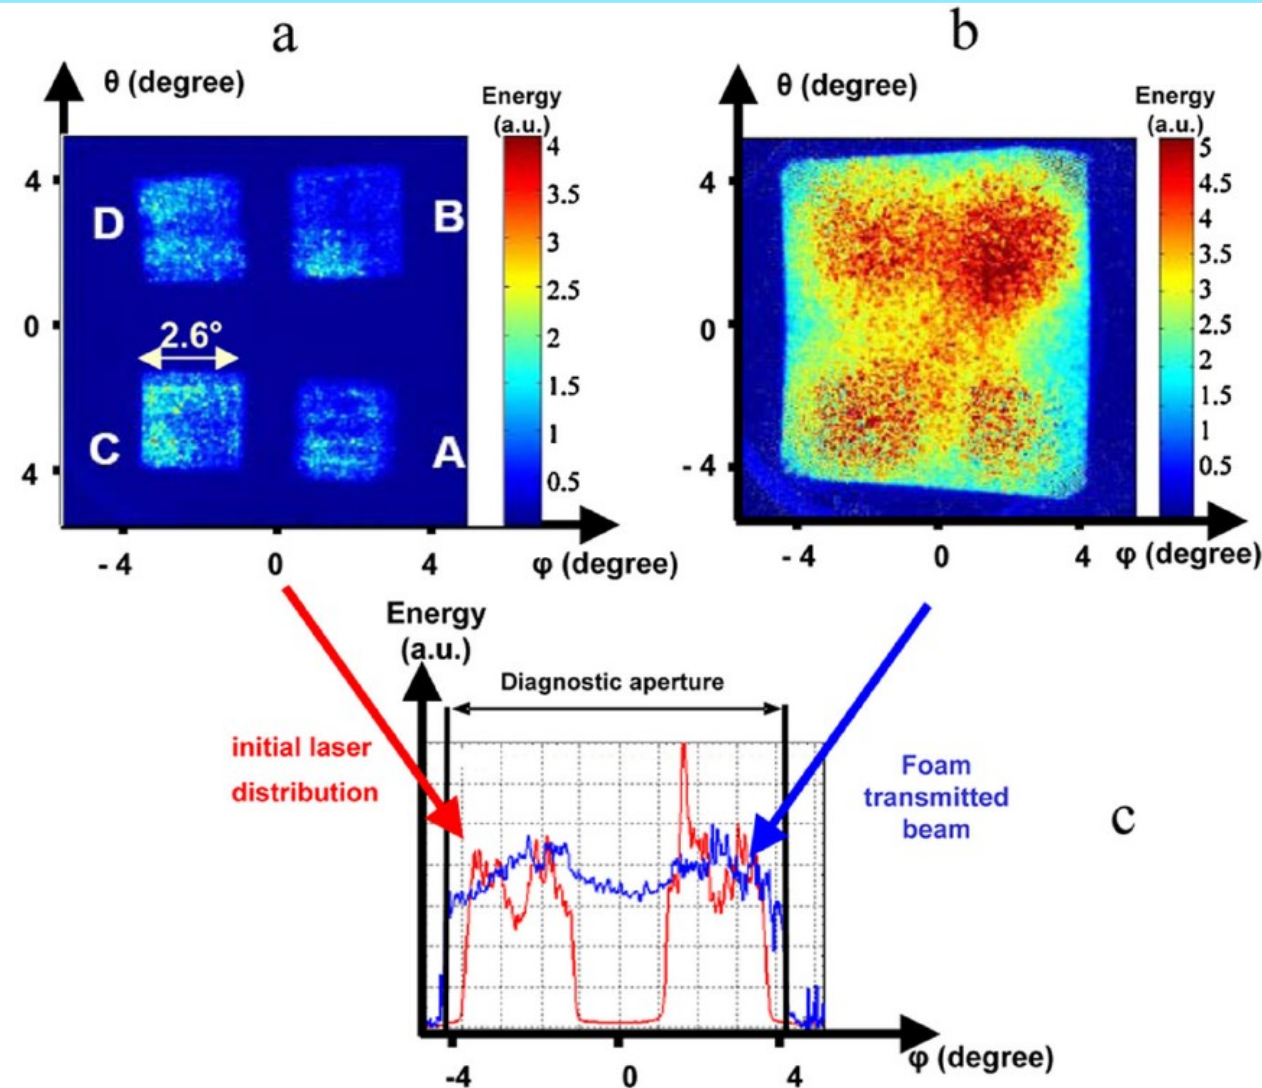 a
b
θ (degree)
Energy
(a.u.)
4
3.5
3
2.5
2
1.5
1
0.5
4
0
4
D
B
2.6°
C
A
- 4
0
4
φ (degree)
θ (degree)
Energy
(a.u.)
5
4.5
4
3.5
3
2.5
2
1.5
1
0.5
4
0
- 4
- 4
0
4
φ (degree)
Energy
(a.u.)
Diagnostic aperture
initial laser
distribution
Foam
transmitted
beam
c
-4
0
4
φ (degree)